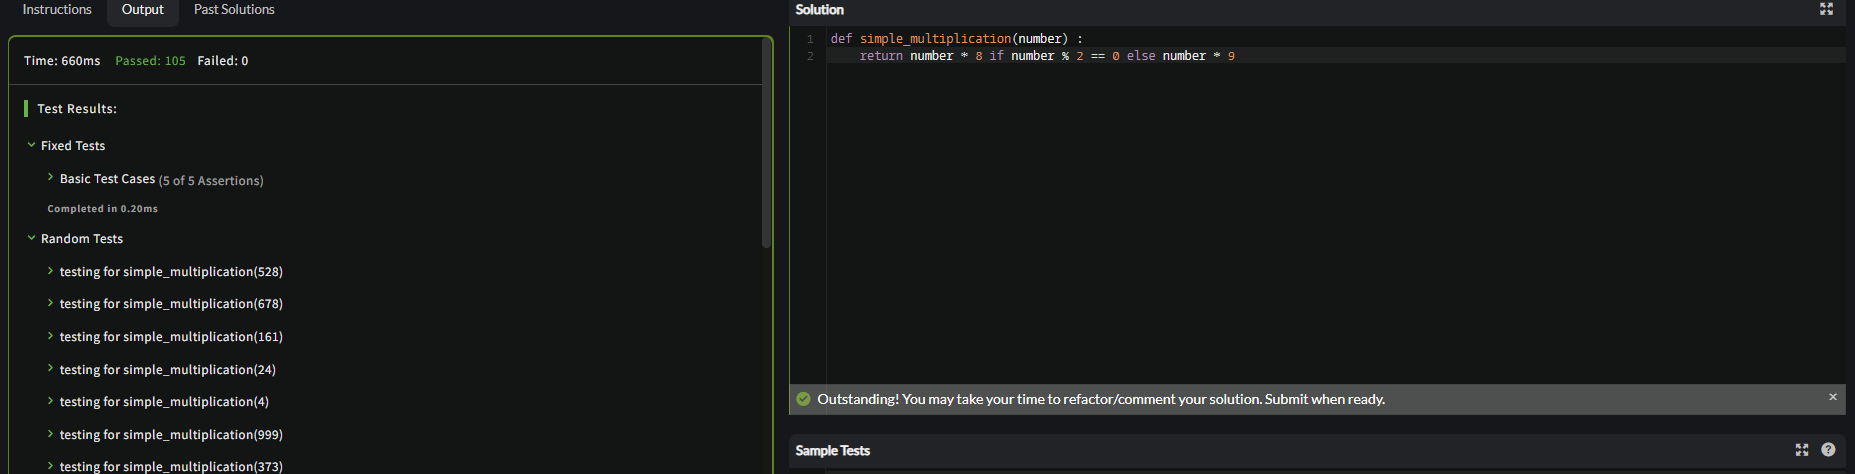 Instructions
Output
Past Solutions
Time: 660ms Passed: 105 Failed: 0
Test Results:
Fixed Tests
Basic Test Cases (5 of 5 Assertions)
Completed in 0.20ms
Random Tests
testing for simple_multiplication(528)
testing for simple_multiplication(678)
testing for simple_multiplication(161)
testing for simple_multiplication(24)
testing for simple_multiplication(4)
testing for simple_multiplication(999)
testing for simple_multiplication(373)
Solution
1 def simple_multiplication(number) :
2     return number * 8 if number % 2 == 0 else number * 9
Outstanding! You may take your time to refactor/comment your solution. Submit when ready.
Sample Tests